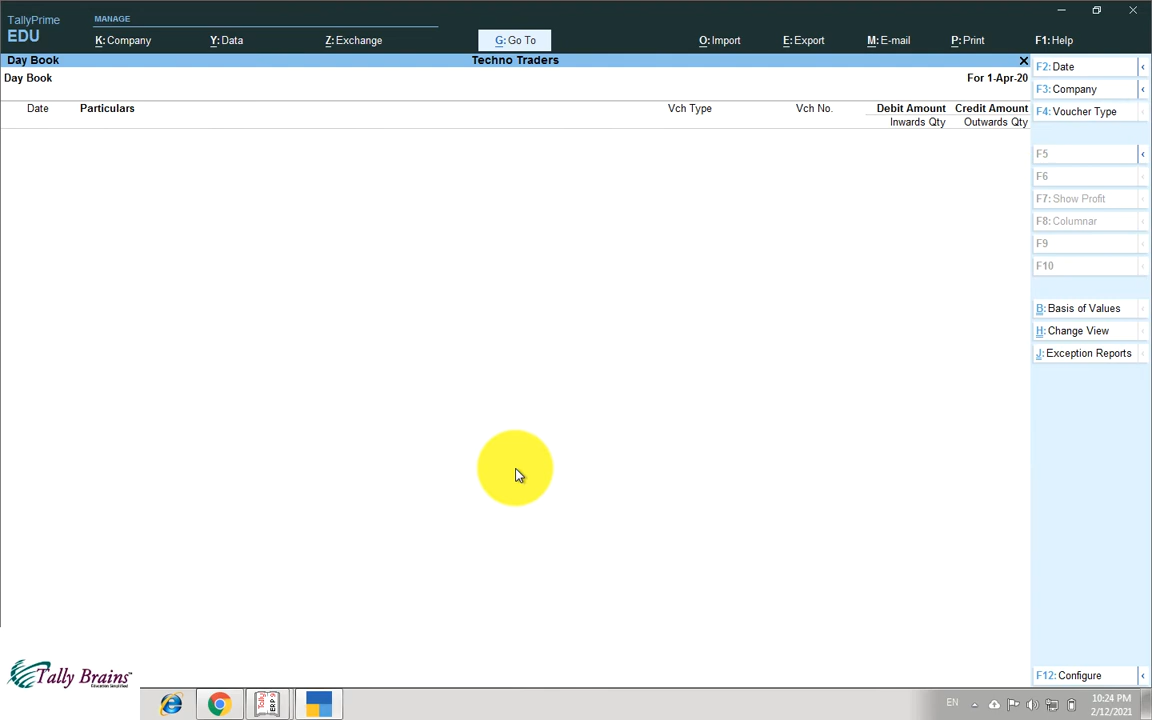 TallyPrime
EDU
MANAGE
K: Company
Y: Data
Z: Exchange
G: Go To
O: Import
E: Export
M: E-mail
P: Print
F1: Help
Day Book
Techno Traders
Day Book
For 1-Apr-20
Date
Particulars
Vch Type
Vch No.
Debit Amount
Credit Amount
Inwards Qty
Outwards Qty
F2: Date
F3: Company
F4: Voucher Type
F5
F6
F7: Show Profit
F8: Columnar
F9
F10
B: Basis of Values
H: Change View
J: Exception Reports
F12: Configure
Tally Brains
ERP 9
EN
10:24 PM
2/12/2021